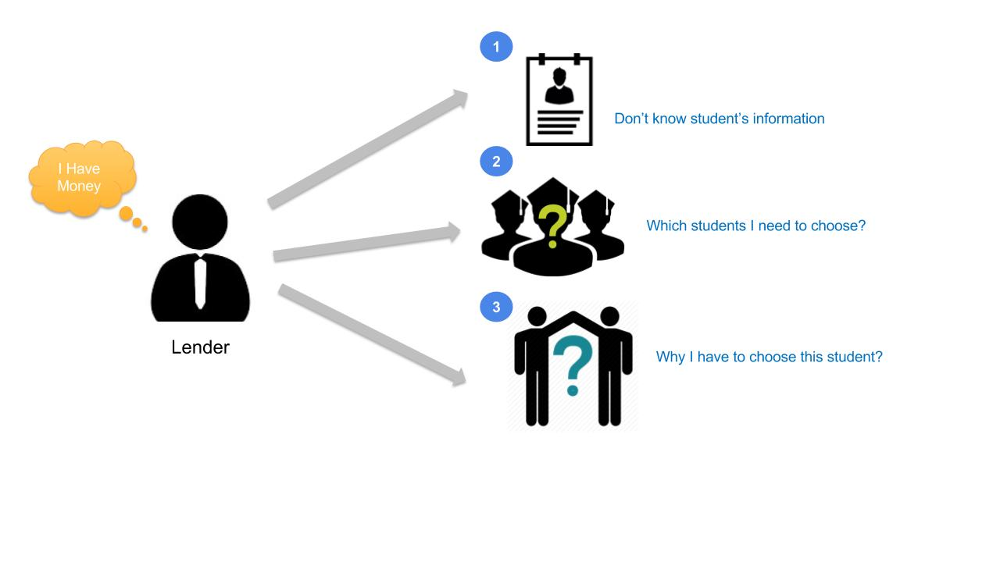 1
Don't know student's information
I Have
Money
2
Which students I need to choose?
?
Lender
3
Why I have to choose this student?
?